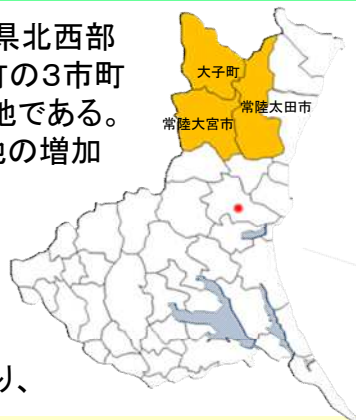 県北西部
町の3市町
地である。
他の増加
り、
大子町
常陸太田市
常陸大宮市